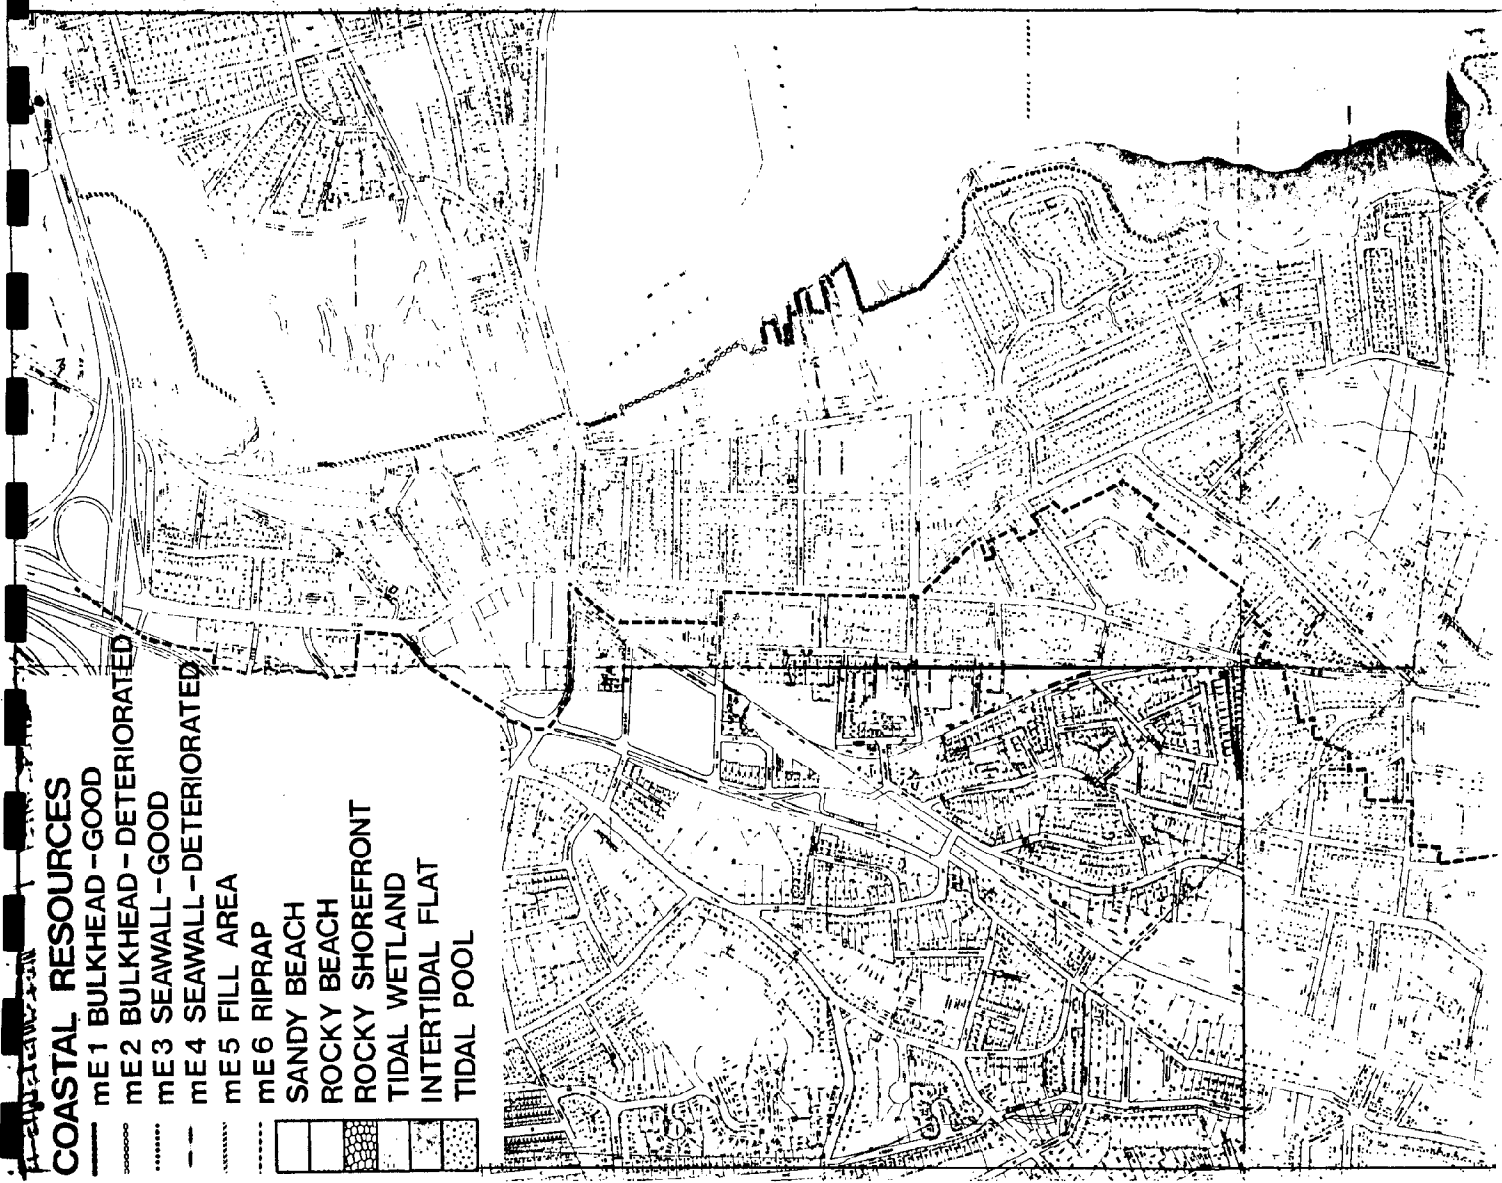 COASTAL RESOURCES
mE1 BULKHEAD-GOOD
mE2 BULKHEAD-DETERIORATED
mE3 SEAWALL-GOOD
mE4 SEAWALL-DETERIORATED
mE5 FILL AREA
mE6 RIPRAP
SANDY BEACH
ROCKY BEACH
ROCKY SHOREFRONT
TIDAL WETLAND
INTERTIDAL FLAT
TIDAL POOL